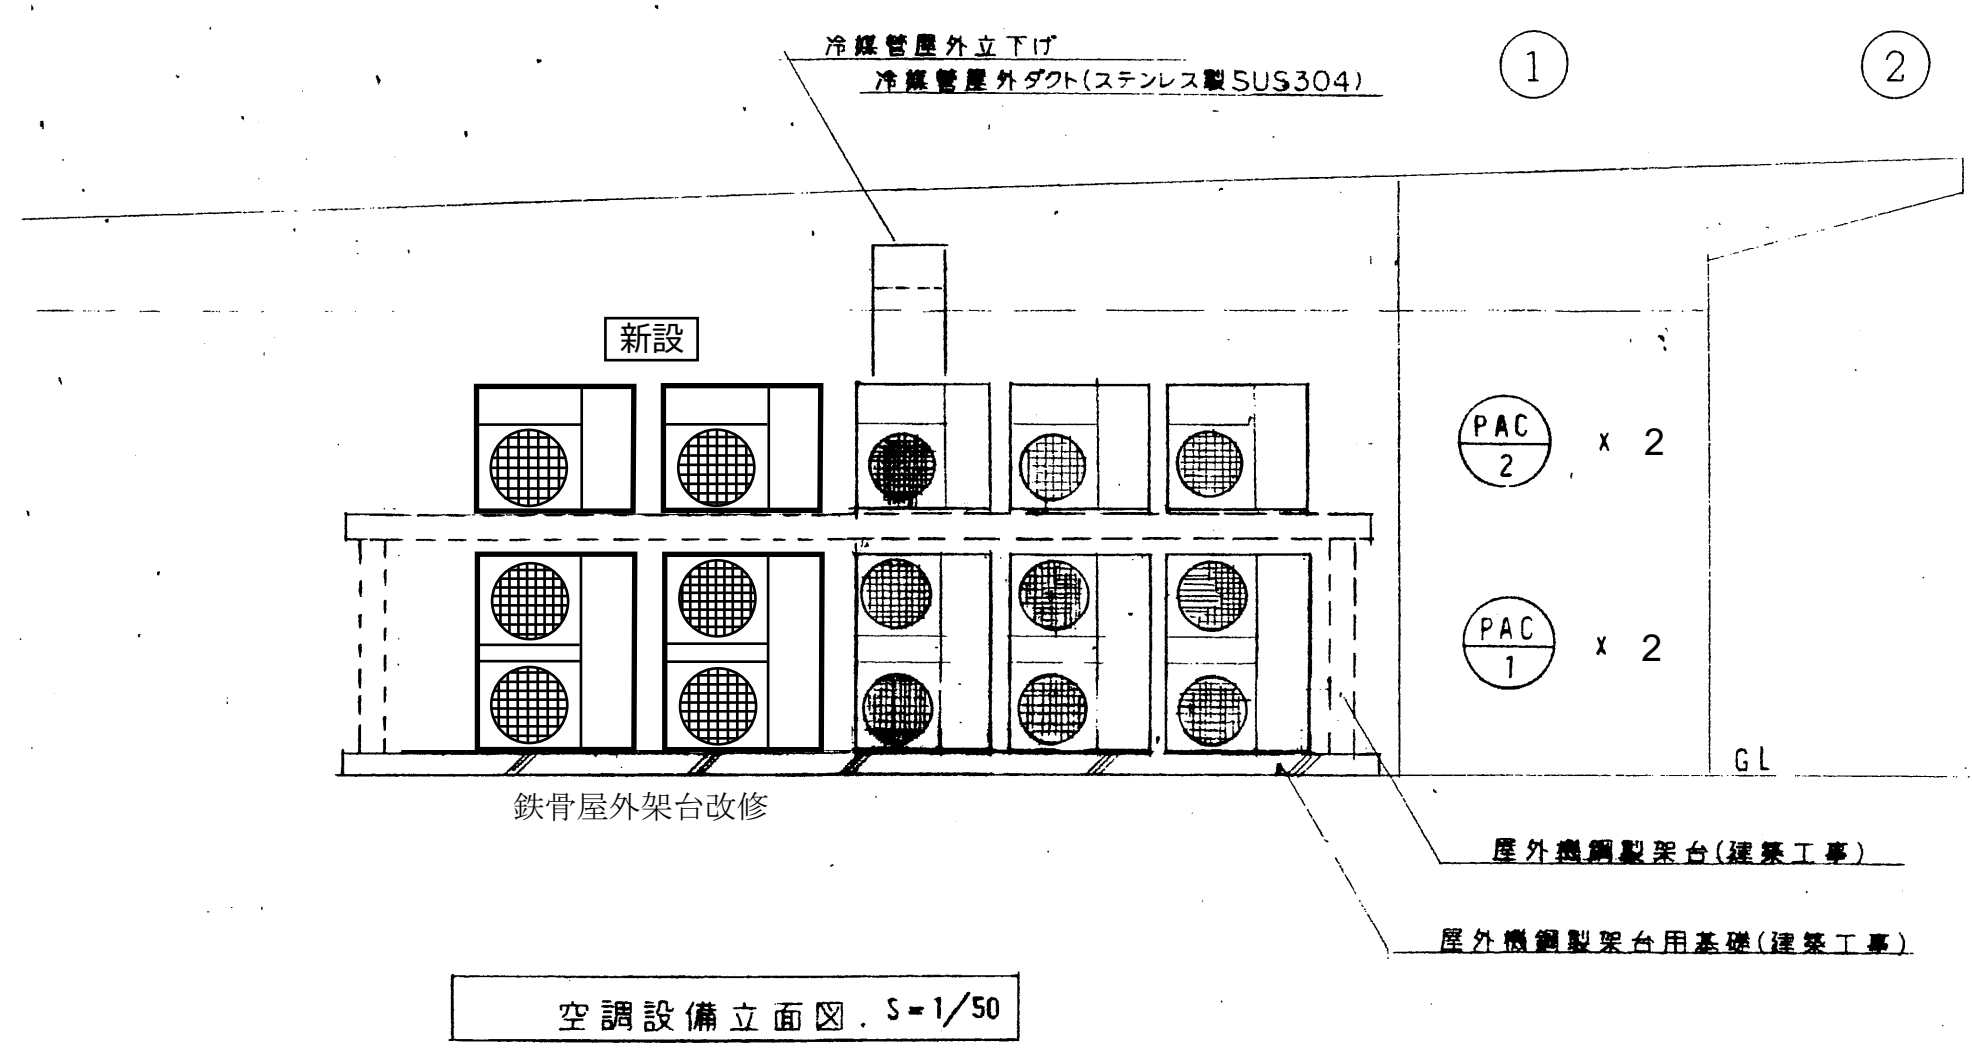 冷媒管屋外立下げ
冷媒管屋外ダクト(ステンレス製SUS304)
1
2
新設
PAC
2
x 2
PAC
1
x 2
GL
鉄骨屋外架台改修
屋外機鋼製架台(建築工事)
屋外機鋼製架台用基礎(建築工事)
空調設備立面図. S=1/50